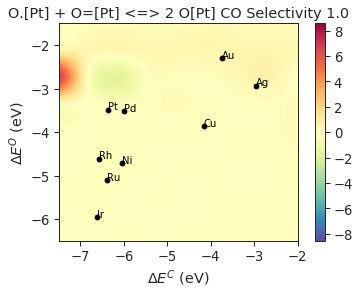 O.[Pt] + O=[Pt] <=> 2 O[Pt] CO Selectivity 1.0
−2
−3
−4
−5
−6
ΔE^O (eV)
Au
Ag
Pt
Pd
Cu
Rh
Ni
Ru
Ir
−7
−6
−5
−4
−3
−2
ΔE^C (eV)
8
6
4
2
0
−2
−4
−6
−8